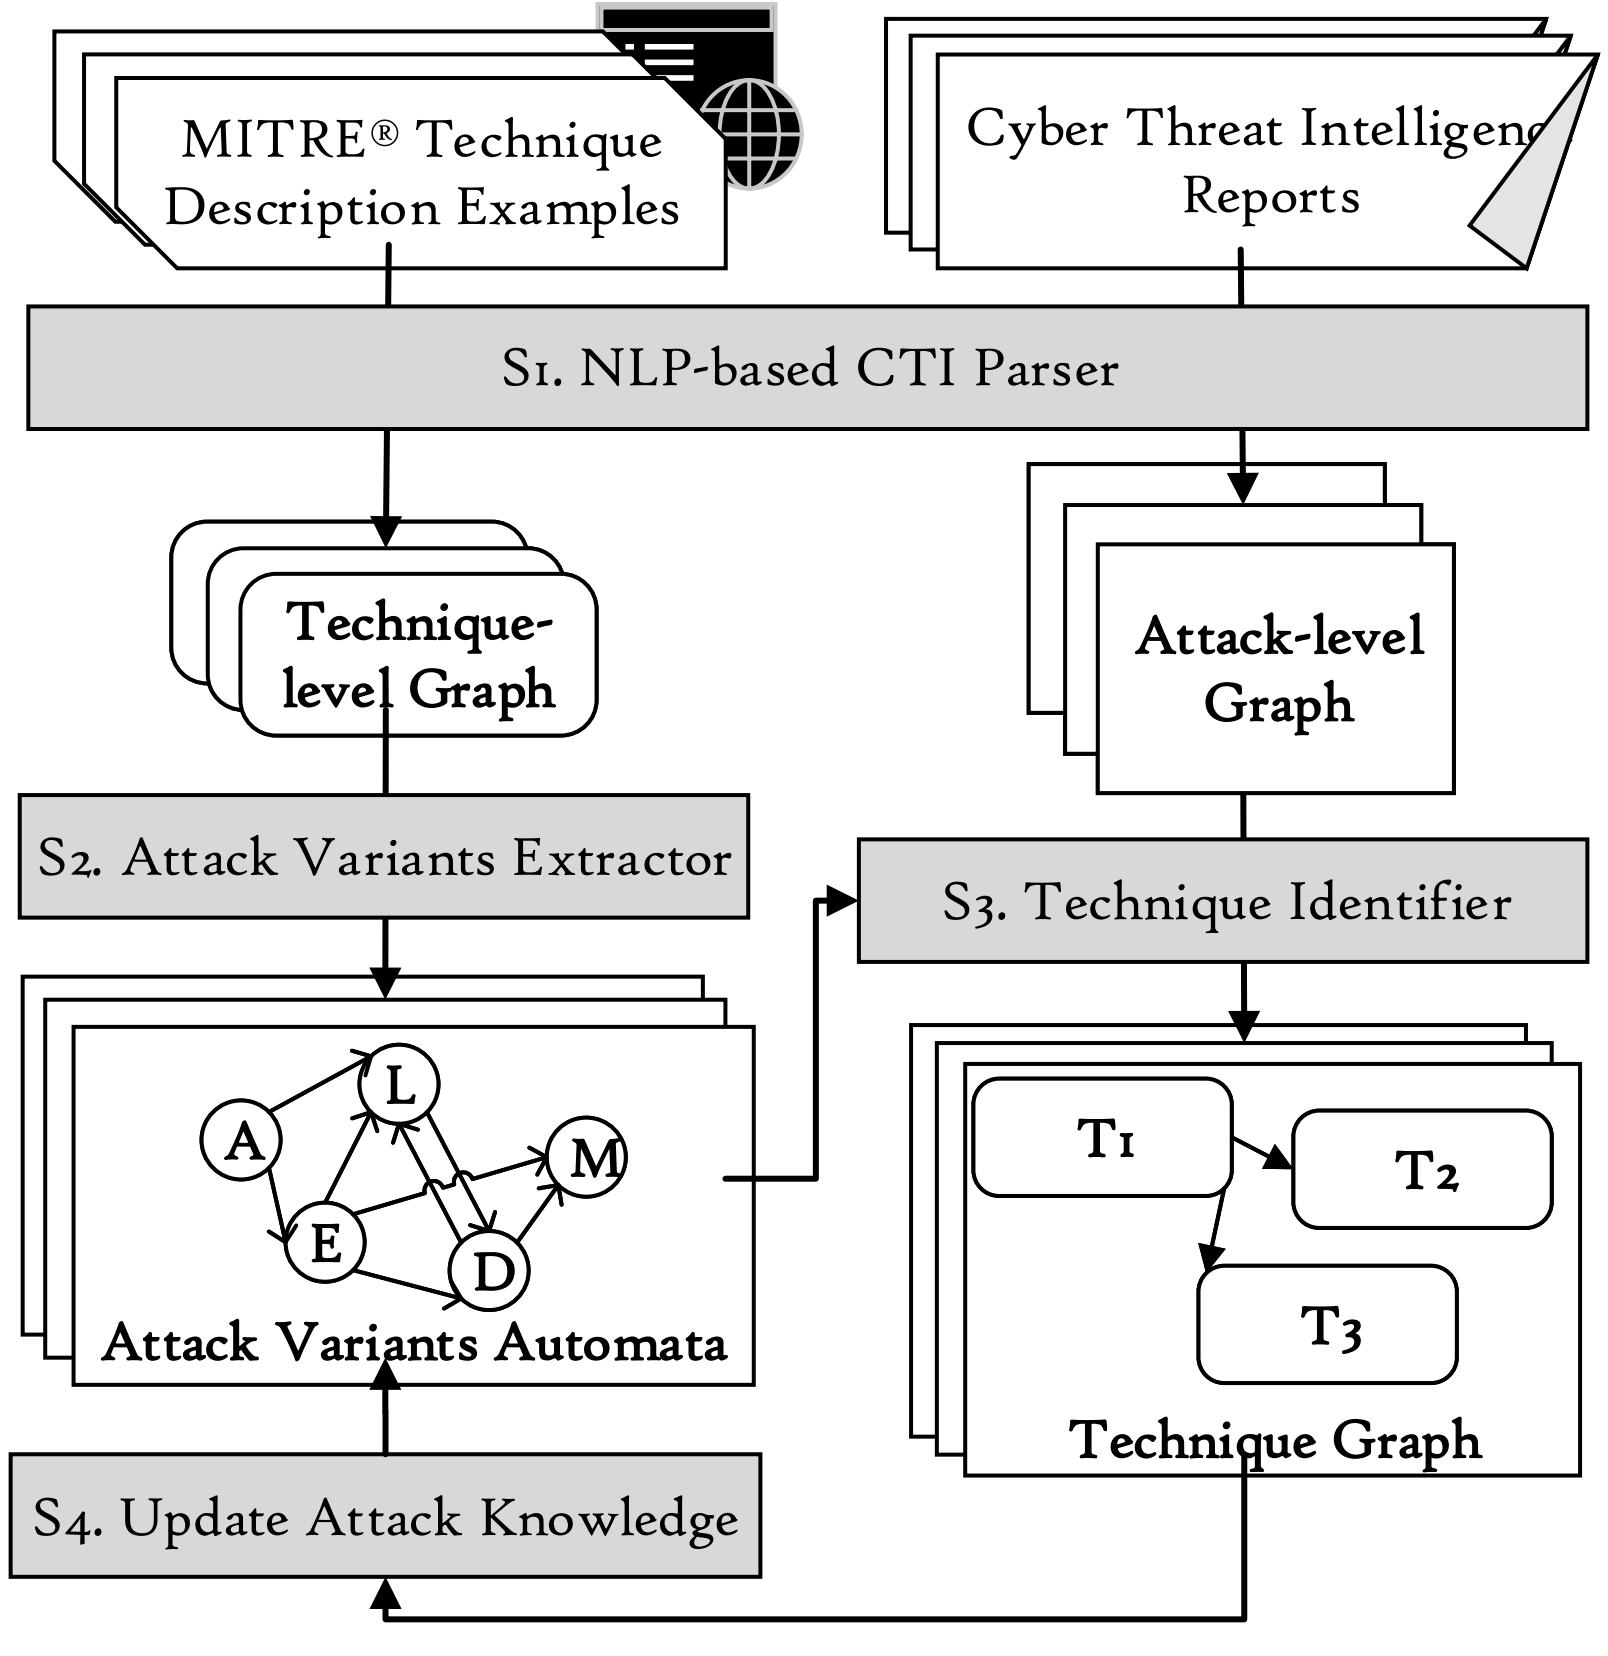 MITRE® Technique
Description Examples
Cyber Threat Intelligenc
Reports
S1. NLP-based CTI Parser
Technique-
level Graph
Attack-level
Graph
S2. Attack Variants Extractor
S3. Technique Identifier
A
L
M
E
D
Attack Variants Automata
T1
T2
T3
Technique Graph
S4. Update Attack Knowledge